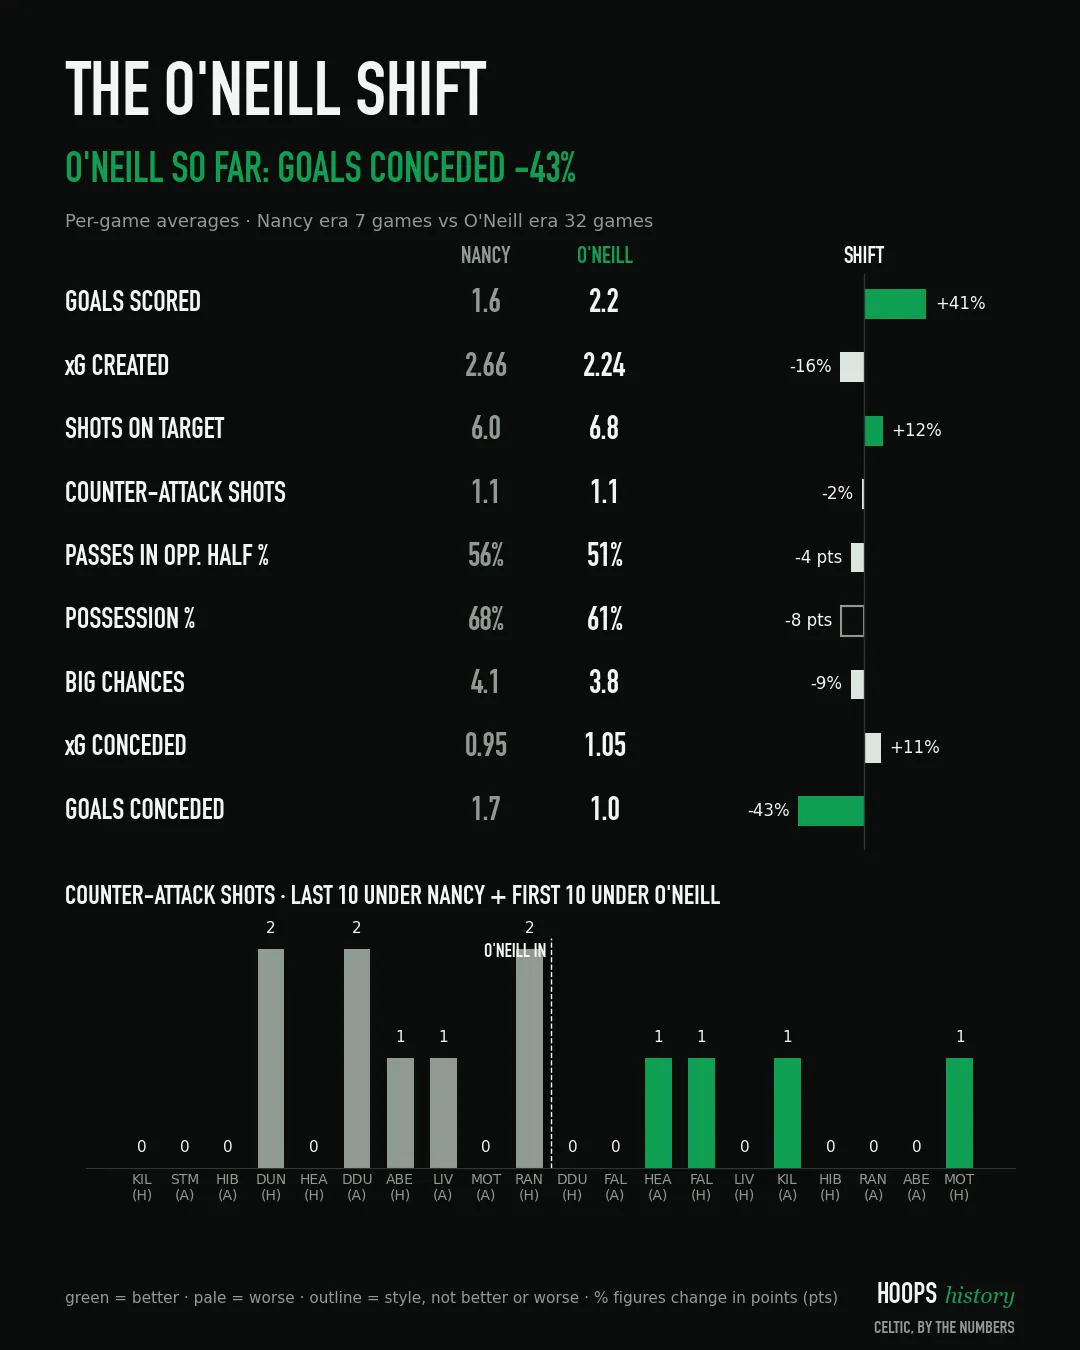 THE O'NEILL SHIFT
O'NEILL SO FAR: GOALS CONCEDED -43%
Per-game averages · Nancy era 7 games vs O'Neill era 32 games
NANCY O'NEILL SHIFT
GOALS SCORED 1.6 2.2 +41%
xG CREATED 2.66 2.24 -16%
SHOTS ON TARGET 6.0 6.8 +12%
COUNTER-ATTACK SHOTS 1.1 1.1 -2%
PASSES IN OPP. HALF % 56% 51% -4 pts
POSSESSION % 68% 61% -8 pts
BIG CHANCES 4.1 3.8 -9%
xG CONCEDED 0.95 1.05 +11%
GOALS CONCEDED 1.7 1.0 -43%
COUNTER-ATTACK SHOTS · LAST 10 UNDER NANCY + FIRST 10 UNDER O'NEILL
2 2 2
O'NEILL IN
1 1 1 1 1 1
0 0 0 0 0 0 0 0 0 0 0
KIL STM HIB DUN HEA DDU ABE LIV MOT RAN DDU FAL HEA FAL LIV KIL HIB RAN ABE MOT
(H) (A) (A) (H) (H) (A) (H) (A) (A) (H) (H) (A) (A) (H) (H) (A) (H) (A) (A) (H)
green = better · pale = worse · outline = style, not better or worse · % figures change in points (pts)
HOOPS history
CELTIC, BY THE NUMBERS